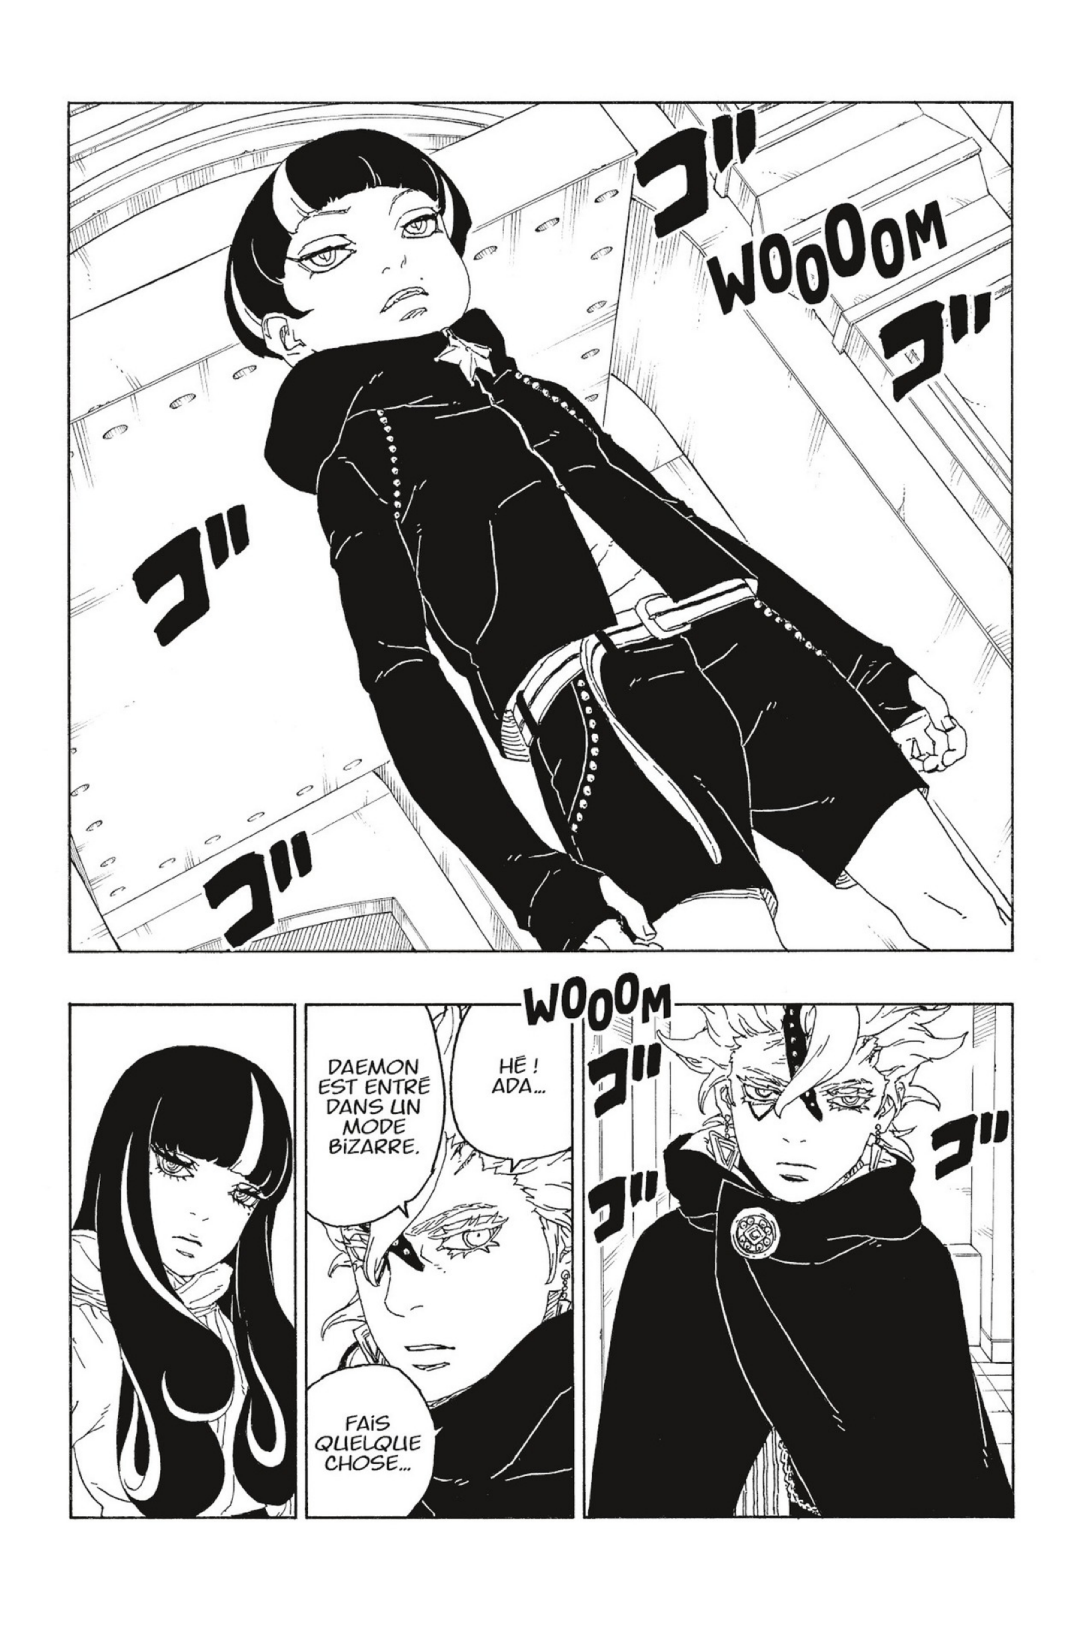 ゴ
WOOOOM
ゴ
ゴ
ゴ
WOOOM
ゴ
ゴ
ゴ
HÉ !
ADA...
DAEMON
EST ENTRÉ
DANS UN
MODE
BIZARRE.
FAIS
QUELQUE
CHOSE...